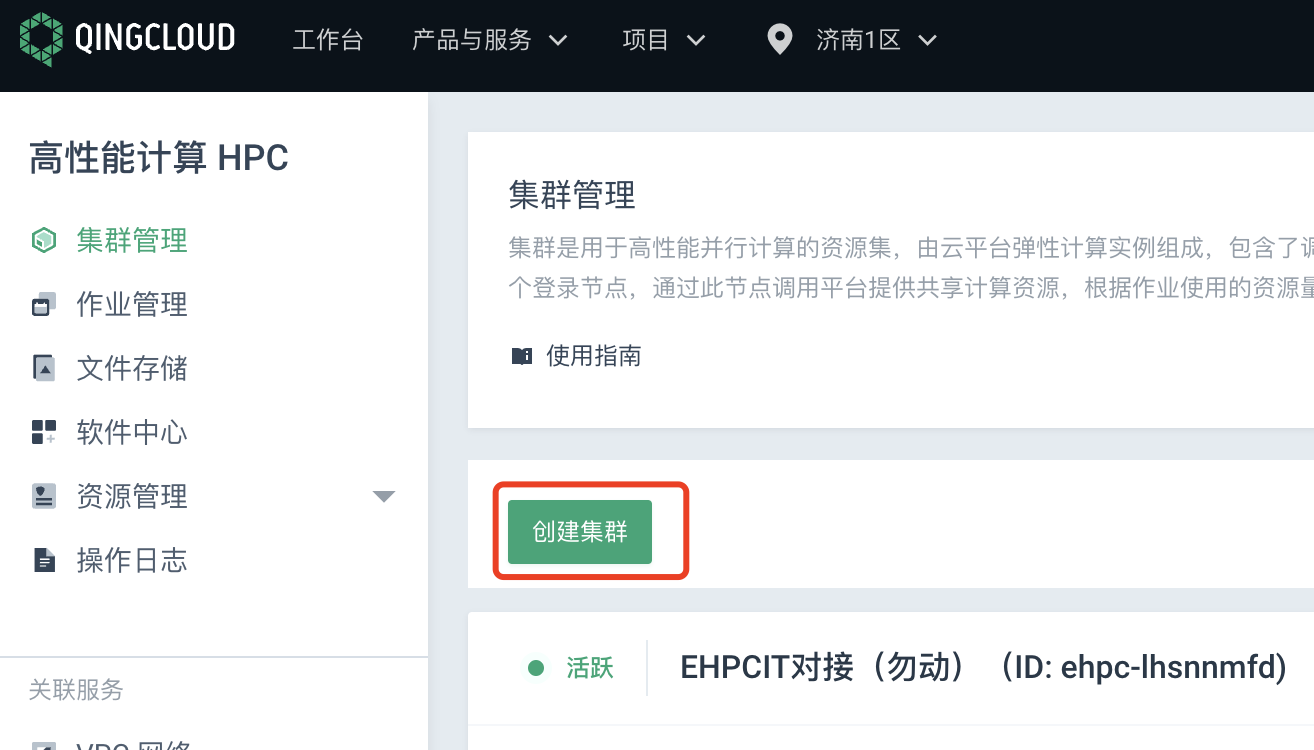 QINGCLOUD 工作台 产品与服务 项目 济南1区
高性能计算 HPC
集群管理
作业管理
文件存储
软件中心
资源管理
操作日志
关联服务
VPC 网络
集群管理
集群是用于高性能并行计算的资源集，由云平台弹性计算实例组成，包含了调
个登录节点，通过此节点调用平台提供共享计算资源，根据作业使用的资源量
使用指南
创建集群
活跃 EHPCIT对接（勿动）（ID: ehpc-lhsnnmfd)